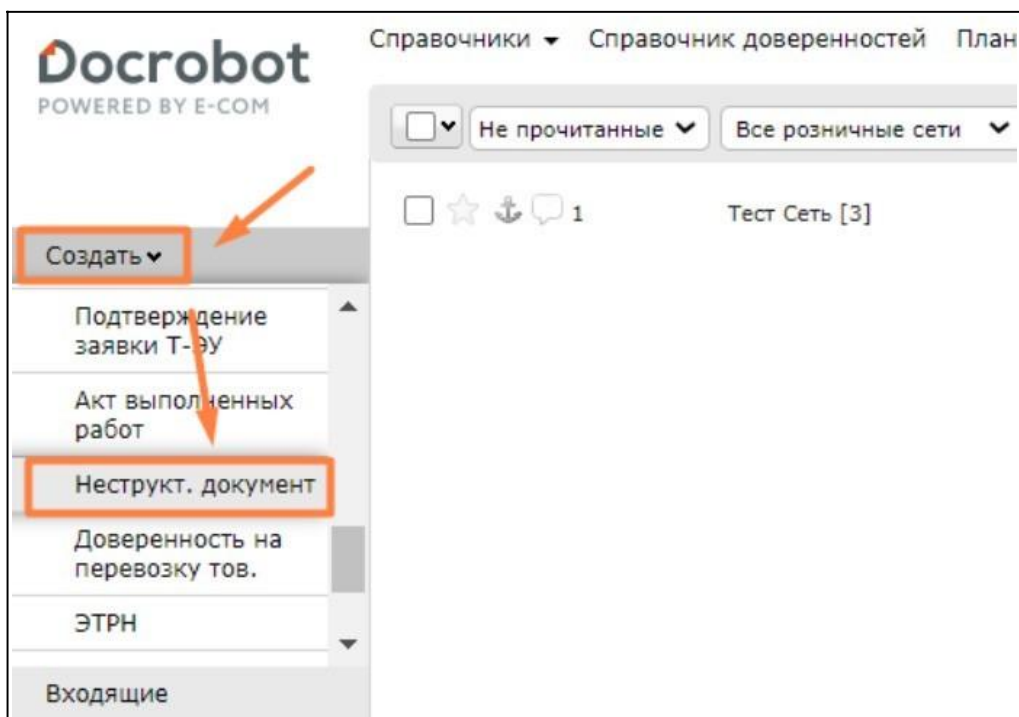 Docrobot
POWERED BY E-COM
Справочники Справочник доверенностей План
Не прочитанные Все розничные сети
1 Тест Сеть [3]
Создать
Подтверждение
заявки Т-ЭУ
Акт выполненных
работ
Неструкт. документ
Доверенность на
перевозку тов.
ЭТРН
Входящие